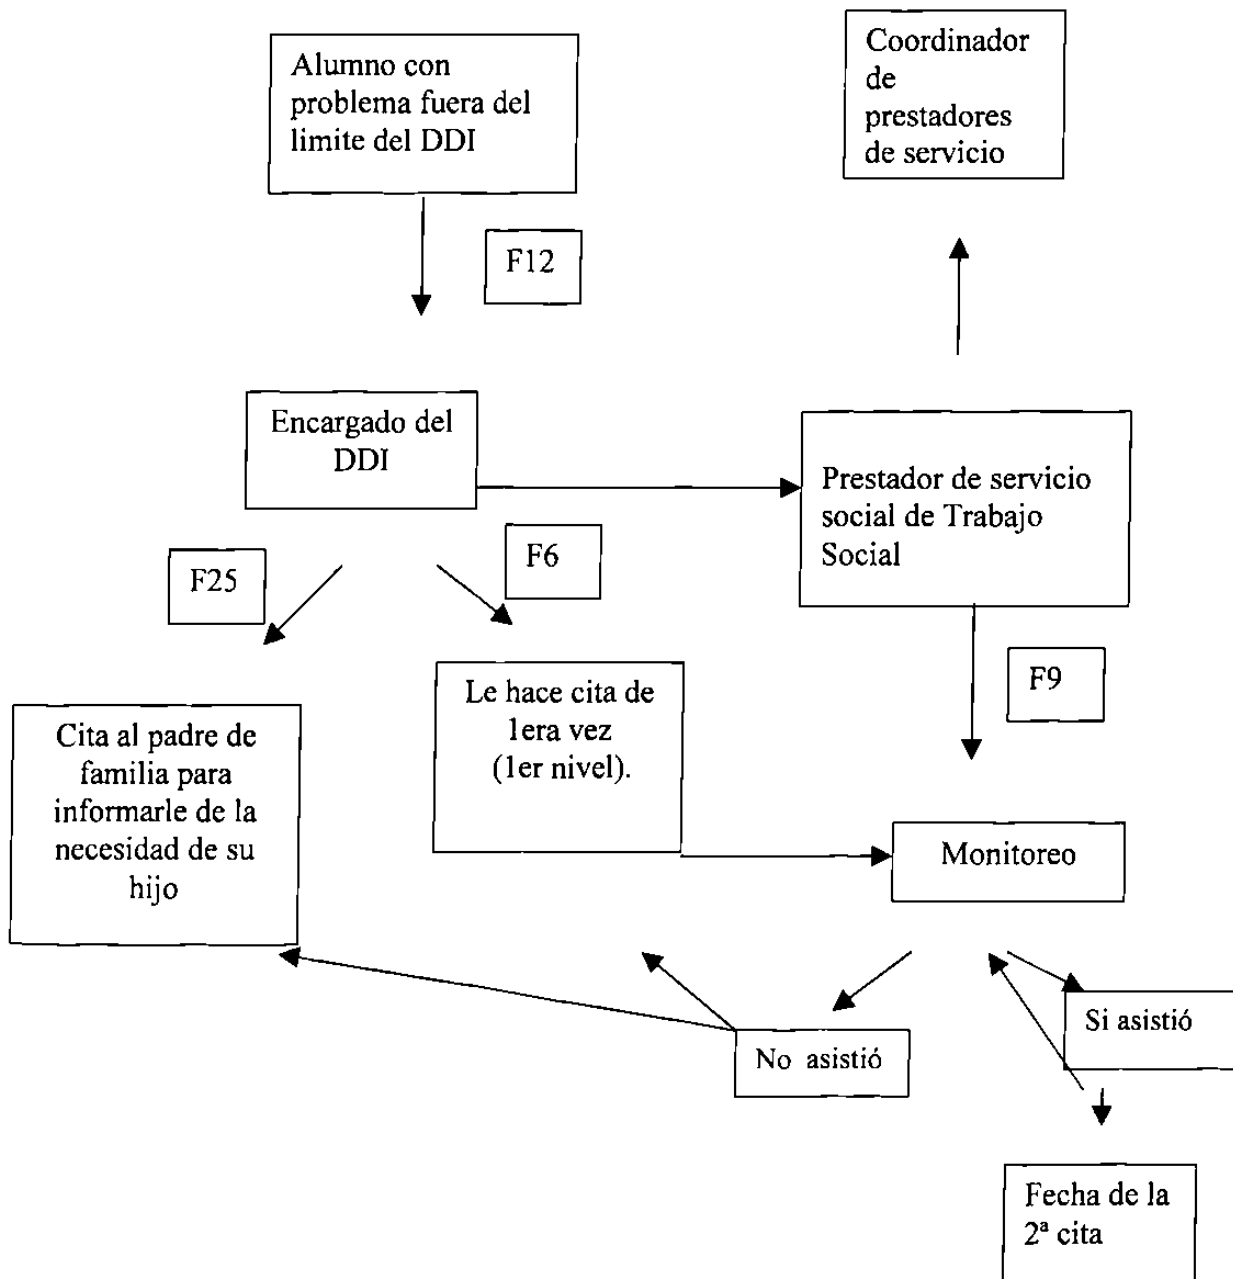 Alumno con
problema fuera del
limite del DDI
Coordinador
de
prestadores
de servicio
F12
Encargado del
DDI
Prestador de servicio
social de Trabajo
Social
F25
F6
F9
Cita al padre de
familia para
informarle de la
necesidad de su
hijo
Le hace cita de
1era vez
(1er nivel).
Monitoreo
No asistió
Si asistió
Fecha de la
2ª cita